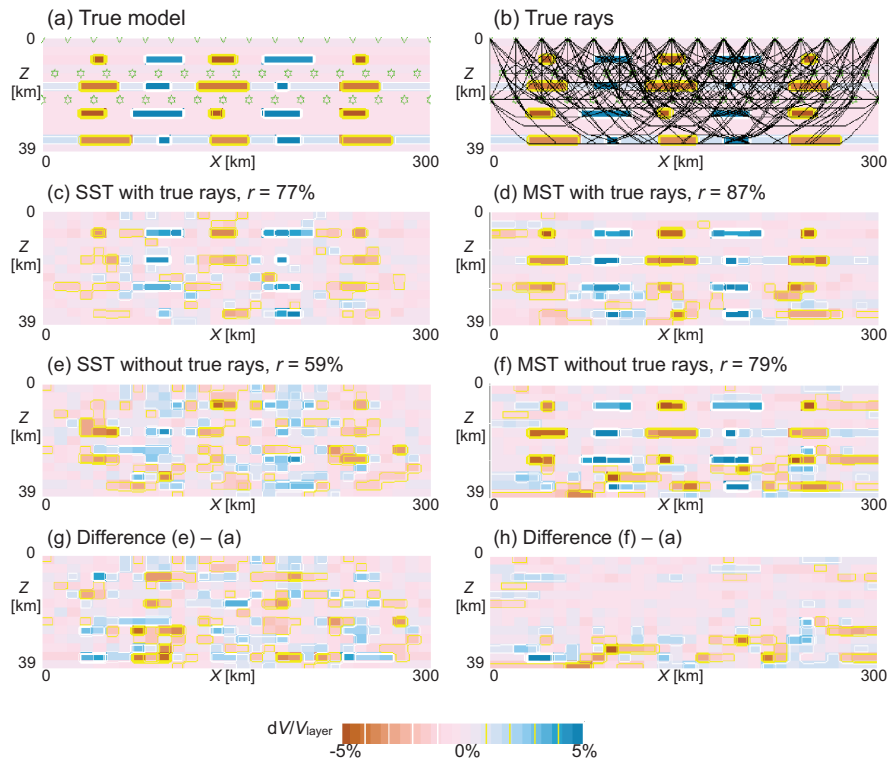 (a) True model
(b) True rays
0
Z
[km]
39
0
X [km]
300
0
Z
[km]
39
0
X [km]
300
(c) SST with true rays, r = 77%
(d) MST with true rays, r = 87%
0
Z
[km]
39
0
X [km]
300
0
Z
[km]
39
0
X [km]
300
(e) SST without true rays, r = 59%
(f) MST without true rays, r = 79%
0
Z
[km]
39
0
X [km]
300
0
Z
[km]
39
0
X [km]
300
(g) Difference (e) – (a)
(h) Difference (f) – (a)
0
Z
[km]
39
0
X [km]
300
0
Z
[km]
39
0
X [km]
300
dV/Vlayer
-5%
0%
5%